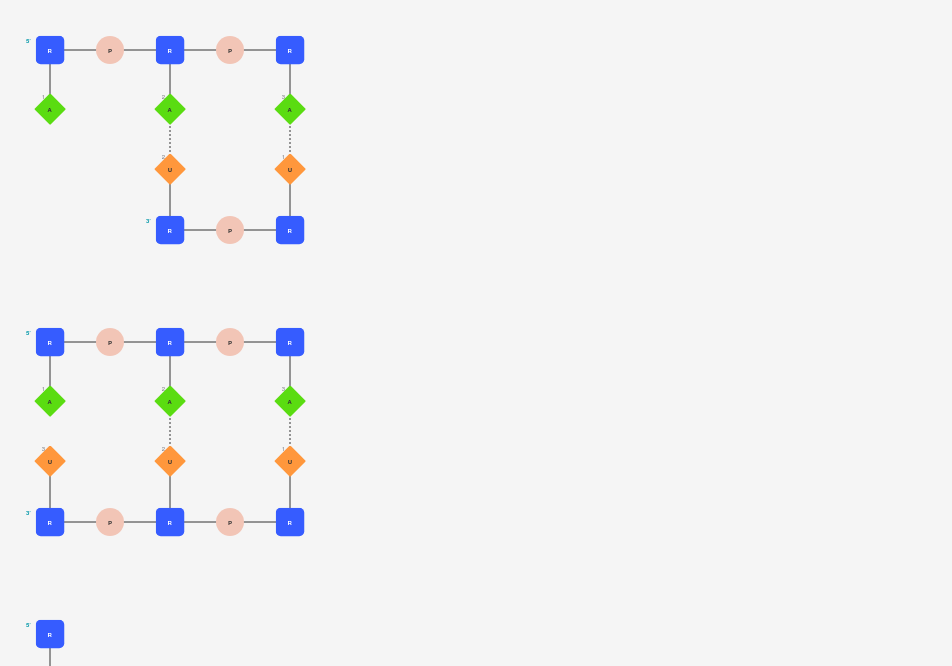 5' R P R P R
1 A 2 A 3 A
2 U 1 U
3' R P R
5' R P R P R
1 A 2 A 3 A
3 U 2 U 1 U
3' R P R P R
5' R